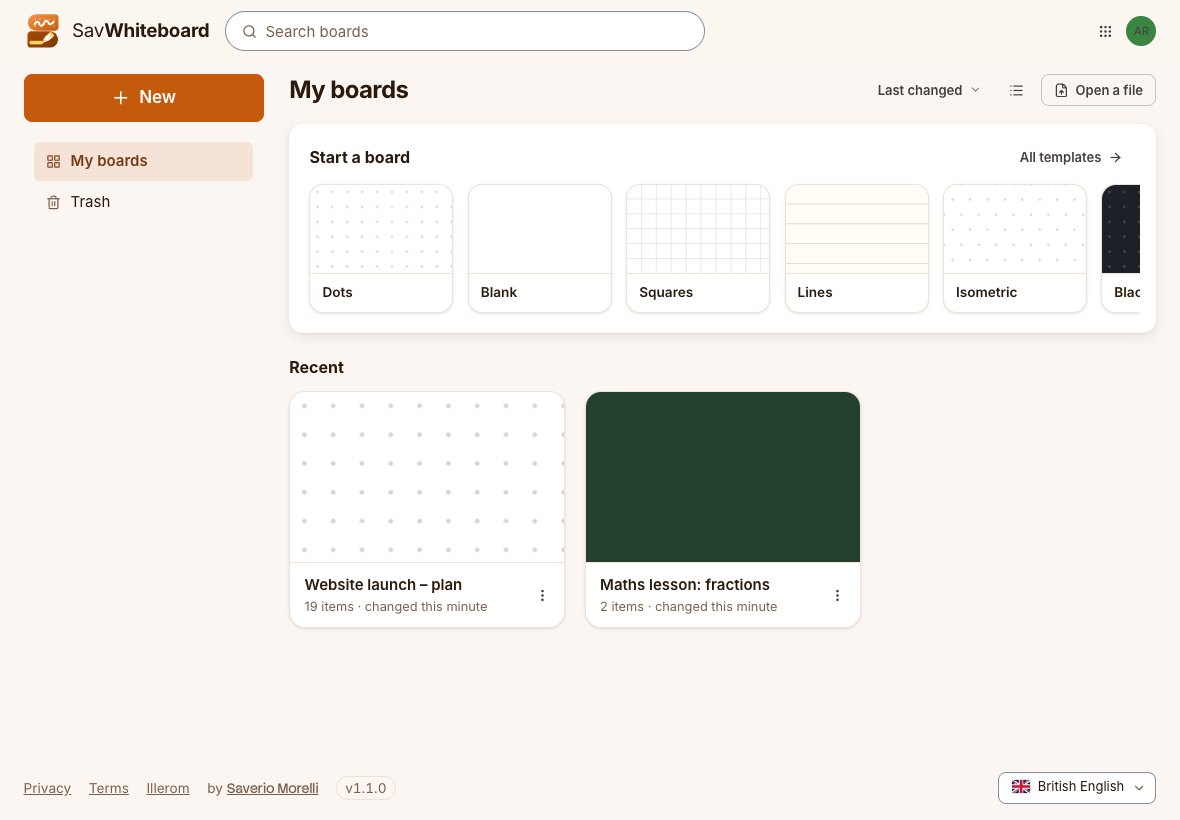 SavWhiteboard
Search boards
AR
New
My boards
Trash
My boards
Last changed
Open a file
Start a board
All templates
Dots
Blank
Squares
Lines
Isometric
Blac
Recent
Website launch – plan
19 items · changed this minute
Maths lesson: fractions
2 items · changed this minute
Privacy Terms Illerom by Saverio Morelli v1.1.0
British English